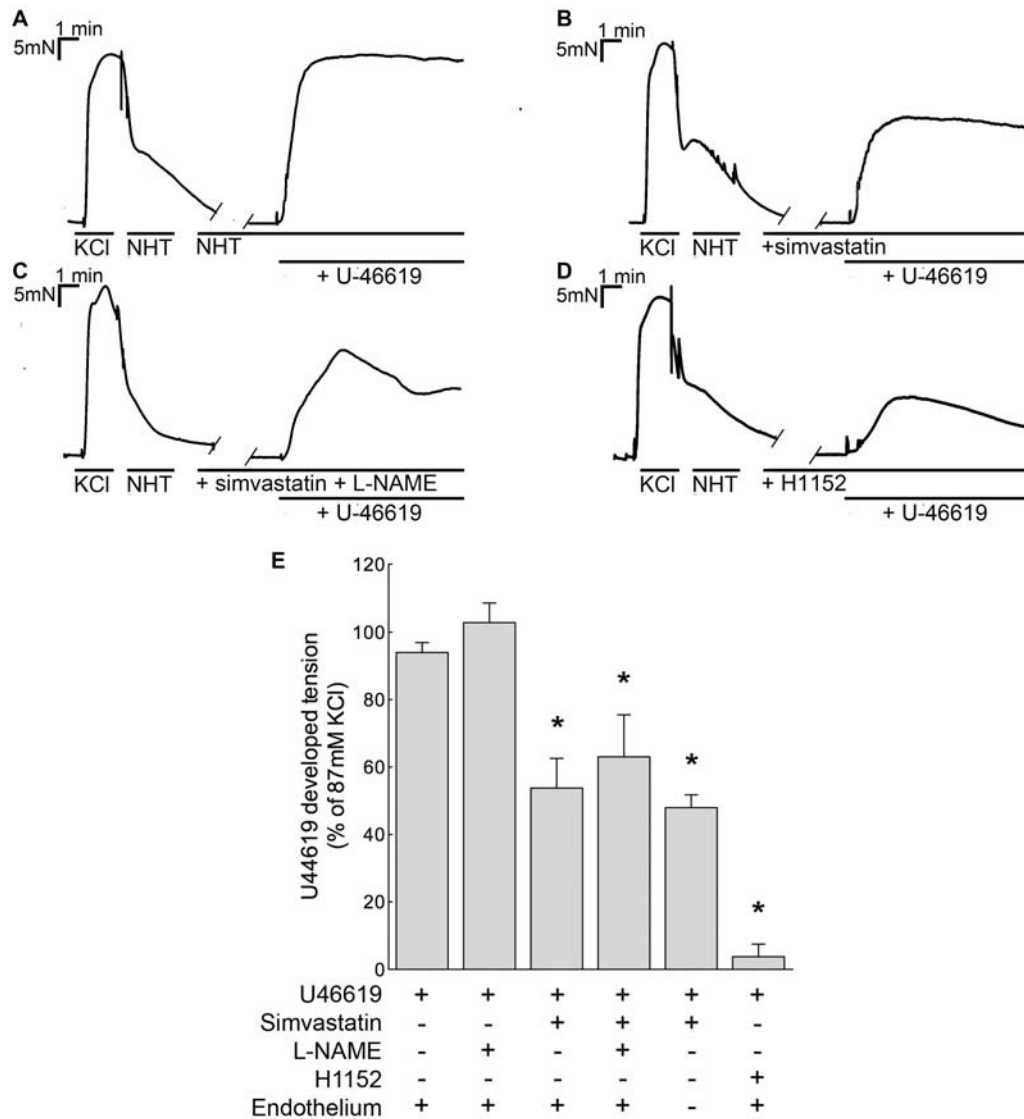 A
1 min
5mN
KCl NHT NHT
+ U-46619
B
1 min
5mN
KCl NHT +simvastatin
+ U-46619
C
1 min
5mN
KCl NHT + simvastatin + L-NAME
+ U-46619
D
1 min
5mN
KCl NHT + H1152
+ U-46619
E
U44619 developed tension
(% of 87mM KCl)
120
100
80
60
40
20
0
* * * *
U46619 + + + + + +
Simvastatin - - + + + -
L-NAME - + - + - -
H1152 - - - - - +
Endothelium + + + + - +